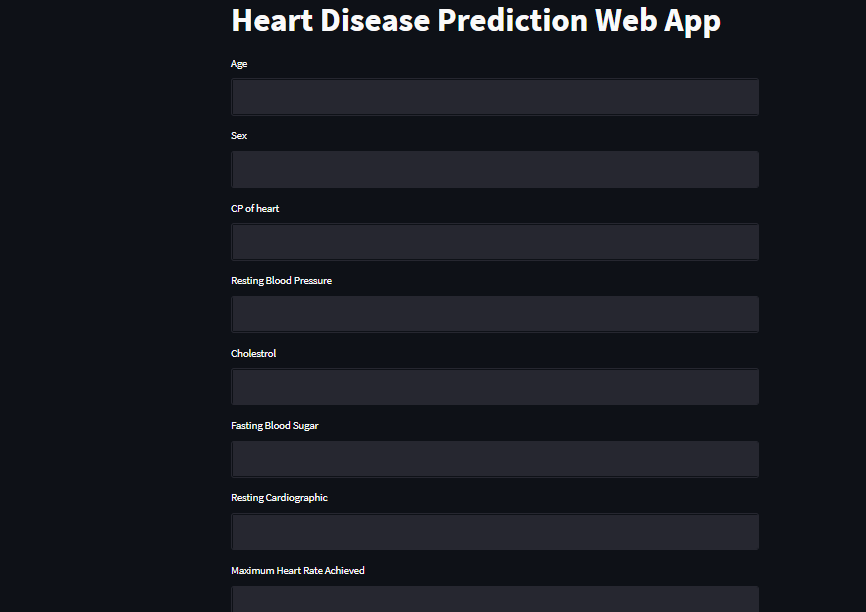 Heart Disease Prediction Web App
Age
Sex
CP of heart
Resting Blood Pressure
Cholestrol
Fasting Blood Sugar
Resting Cardiographic
Maximum Heart Rate Achieved